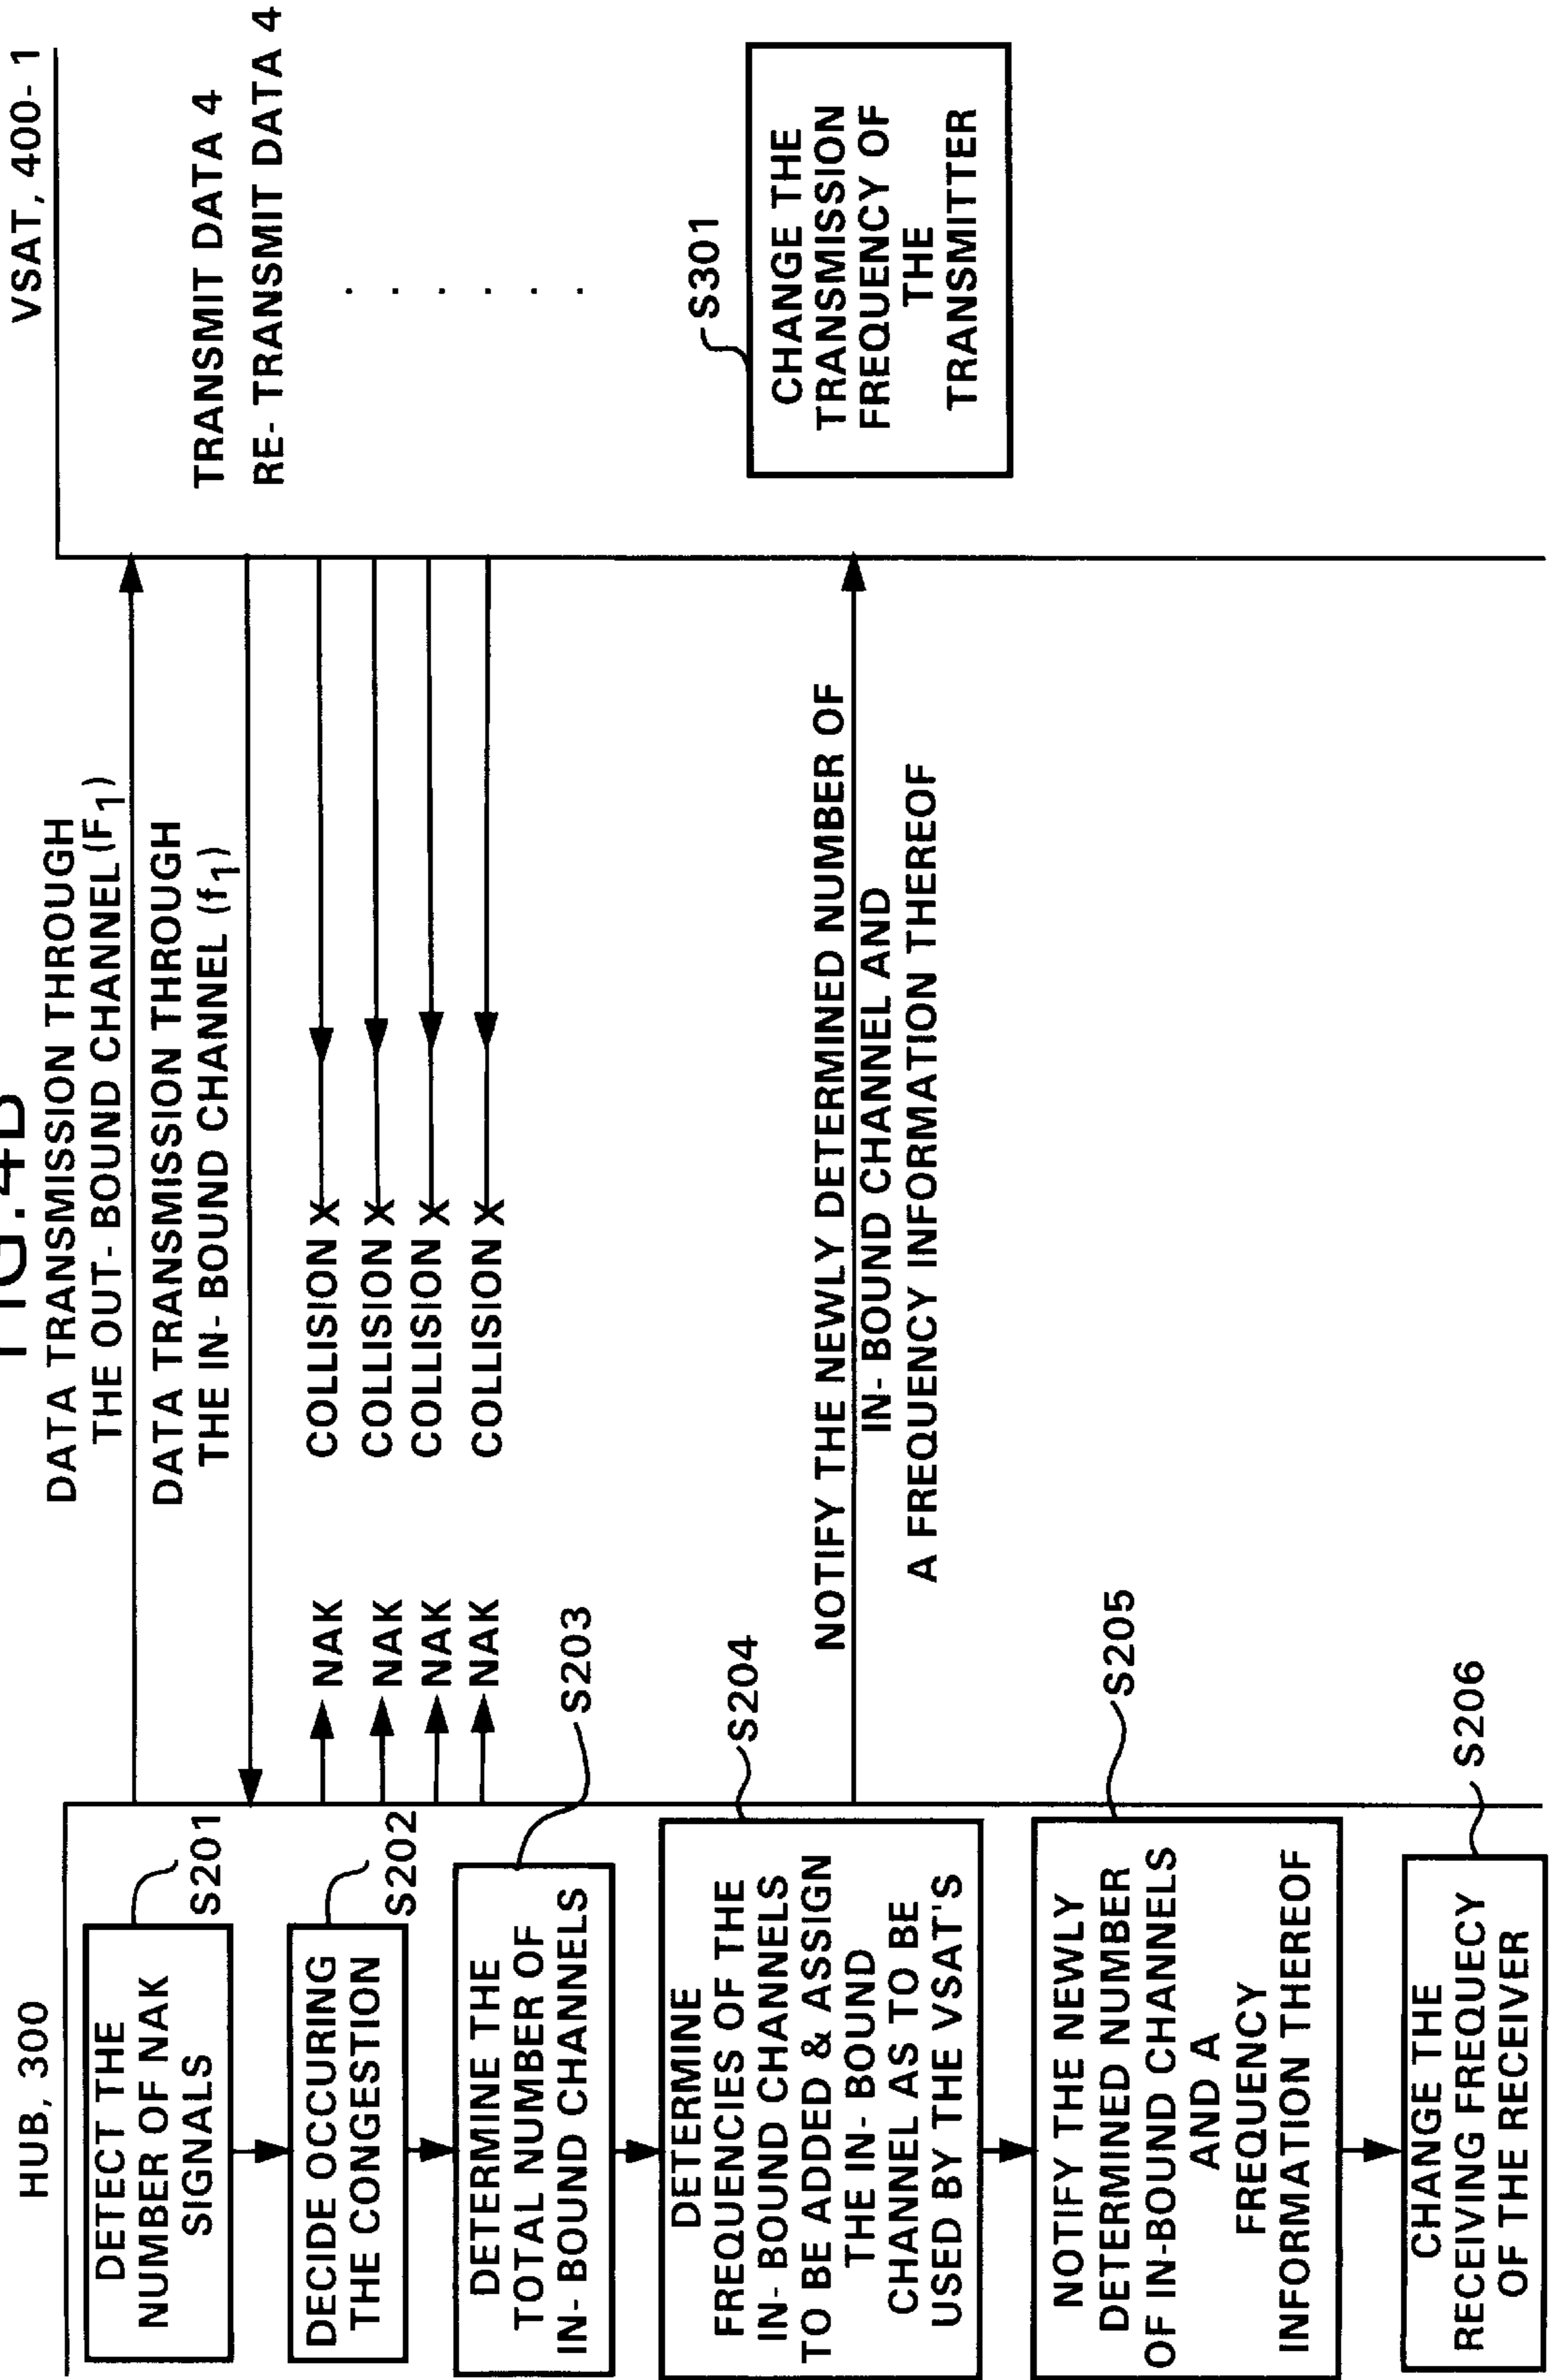 FIG.4B
HUB, 300
DETECT THE
NUMBER OF NAK
SIGNALS
S201
DECIDE OCCURING
THE CONGESTION
S202
DETERMINE THE
TOTAL NUMBER OF
IN- BOUND CHANNELS
S203
DETERMINE
FREQUENCIES OF THE
IN- BOUND CHANNELS
TO BE ADDED & ASSIGN
THE IN- BOUND
CHANNEL AS TO BE
USED BY THE VSAT'S
S204
NOTIFY THE NEWLY
DETERMINED NUMBER
OF IN-BOUND CHANNELS
AND A
FREQUENCY
INFORMATION THEREOF
S205
CHANGE THE
RECEIVING FREQUECY
OF THE RECEIVER
S206
DATA TRANSMISSION THROUGH
THE OUT- BOUND CHANNEL (F1)
DATA TRANSMISSION THROUGH
THE IN- BOUND CHANNEL (f1)
NAK
COLLISION X
NAK
COLLISION X
NAK
COLLISION X
NAK
COLLISION X
NOTIFY THE NEWLY DETERMINED NUMBER OF
IN- BOUND CHANNEL AND
A FREQUENCY INFORMATION THEREOF
VSAT, 400- 1
TRANSMIT DATA 4
RE- TRANSMIT DATA 4
. . . . . .
S301
CHANGE THE
TRANSMISSION
FREQUENCY OF
THE
TRANSMITTER